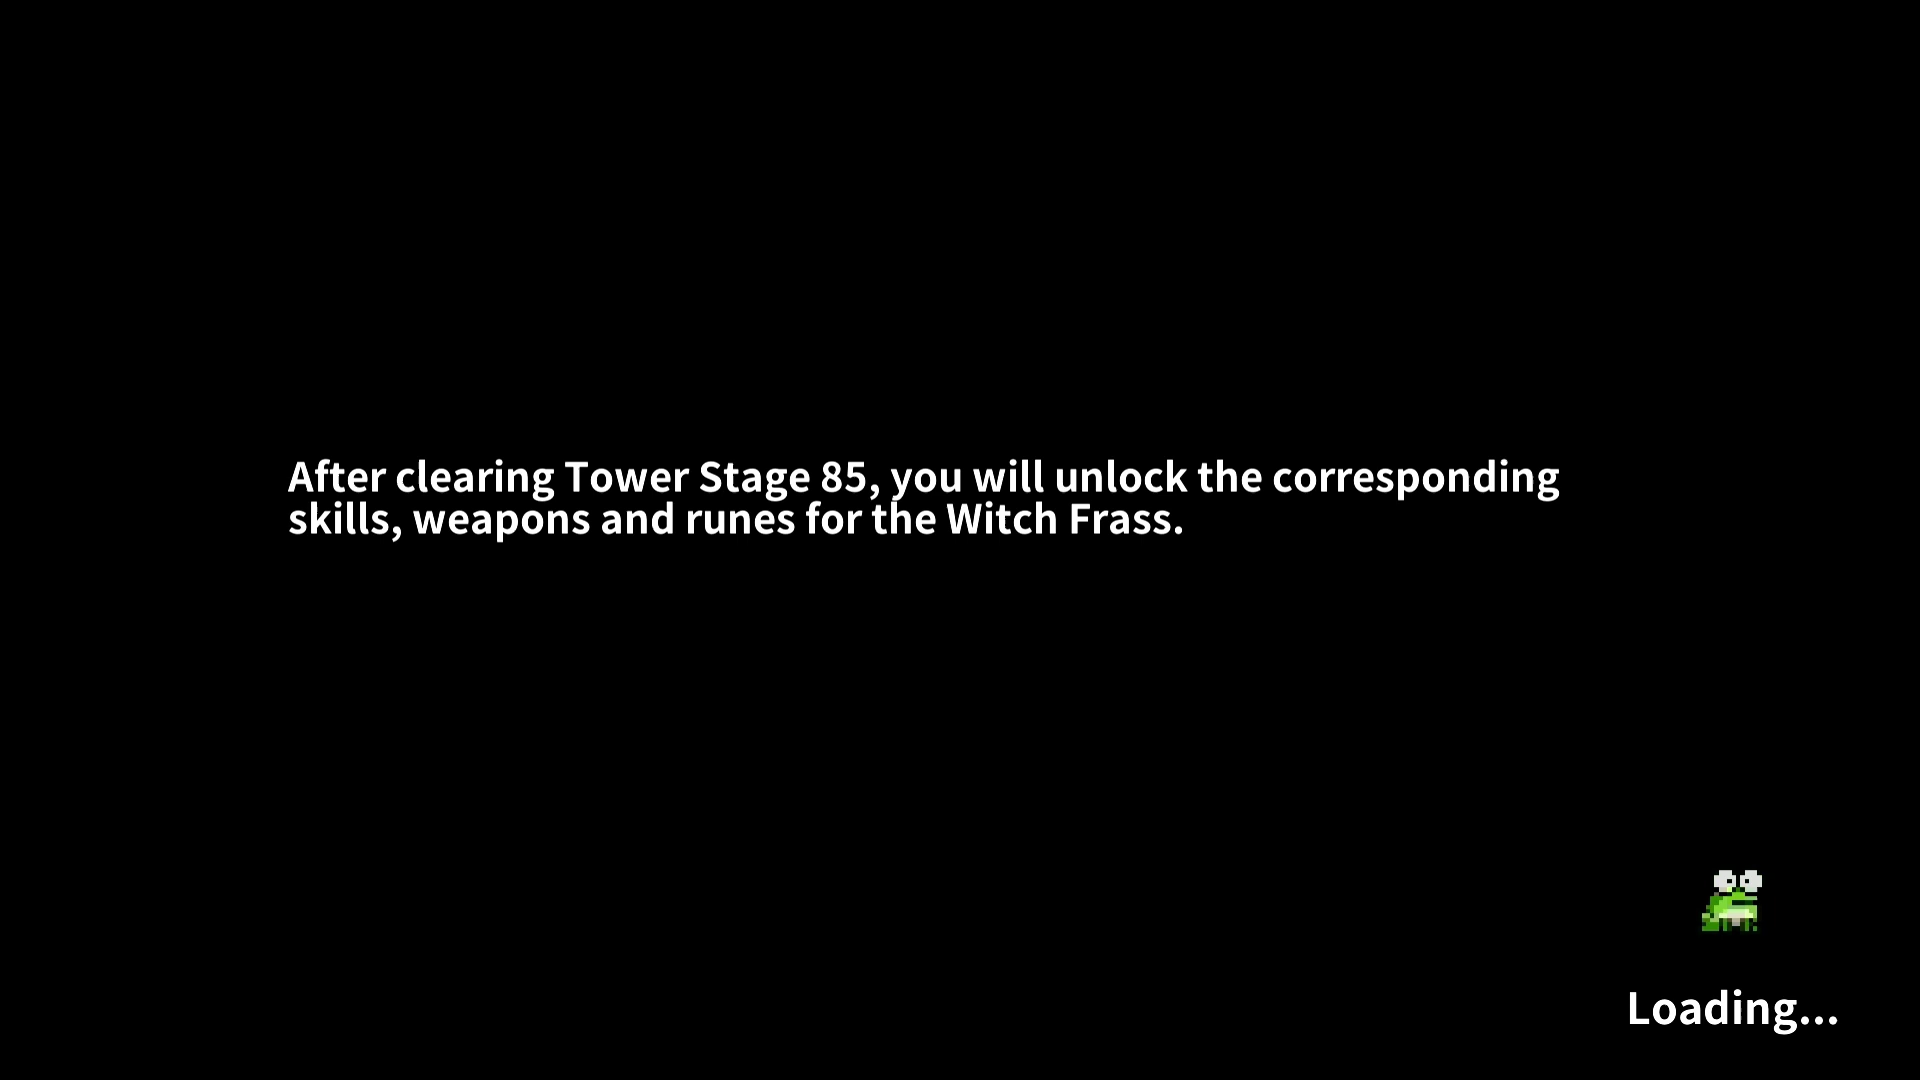 After clearing Tower Stage 85, you will unlock the corresponding
skills, weapons and runes for the Witch Frass.
Loading...